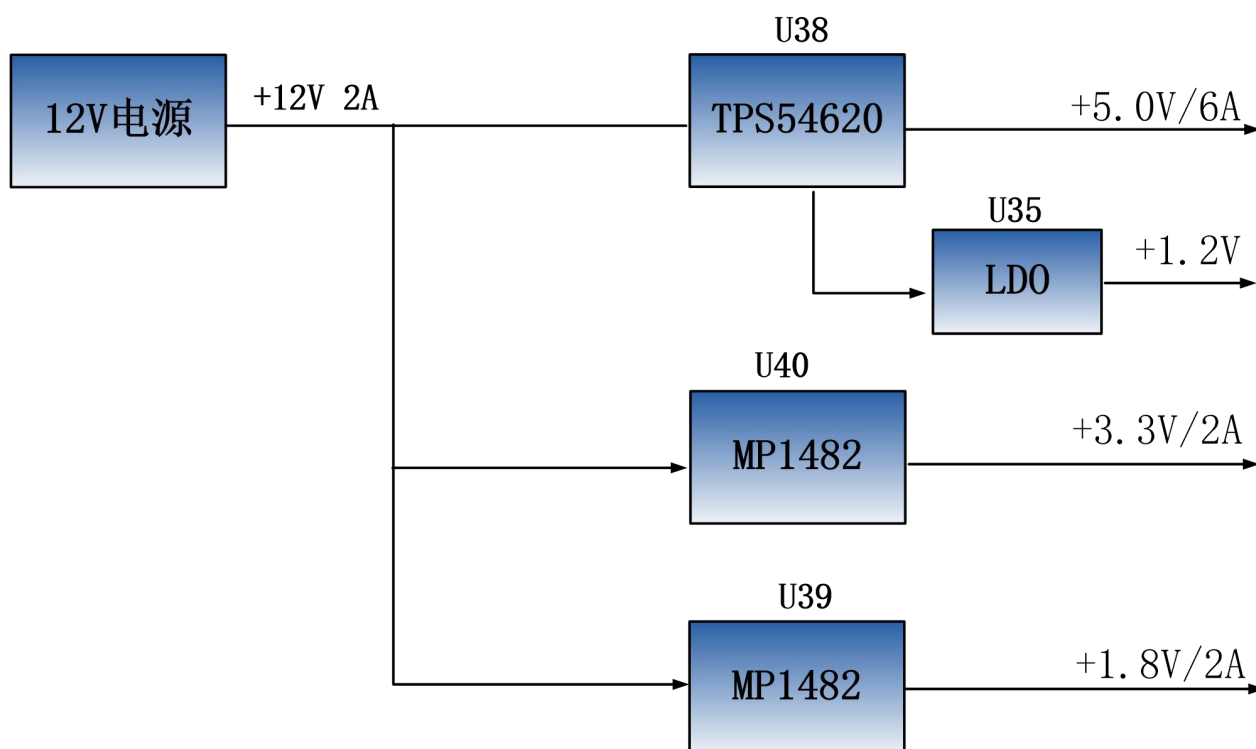 U38
12V电源
+12V 2A
TPS54620
+5.0V/6A
U35
LDO
+1.2V
U40
MP1482
+3.3V/2A
U39
MP1482
+1.8V/2A